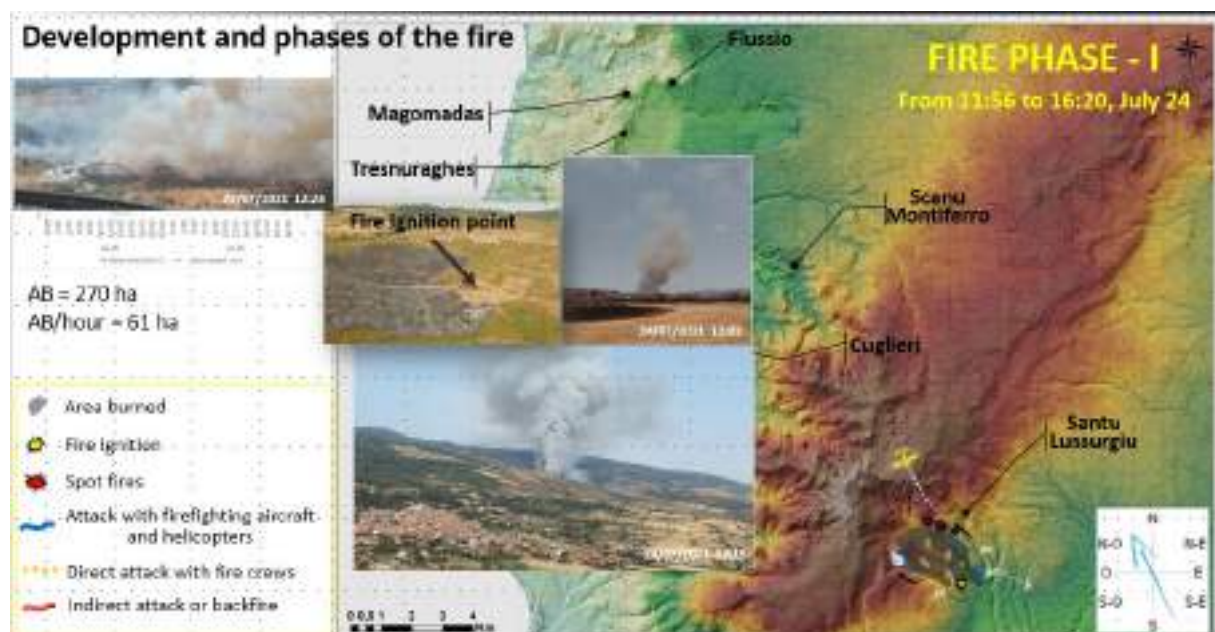 Development and phases of the fire
FIRE PHASE - I
From 11:56 to 16:20, July 24
Flussio
Magomadas
Tresnuraghes
Scanu
Montiferro
Fire ignition point
AB = 270 ha
AB/hour = 61 ha
Cuglieri
Santu
Lussurgiu
Area burned
Fire ignition
Spot fires
Attack with firefighting aircraft
and helicopters
Direct attack with fire crews
Indirect attack or backfire
N
N-O
N-E
O
E
S-O
S-E
S